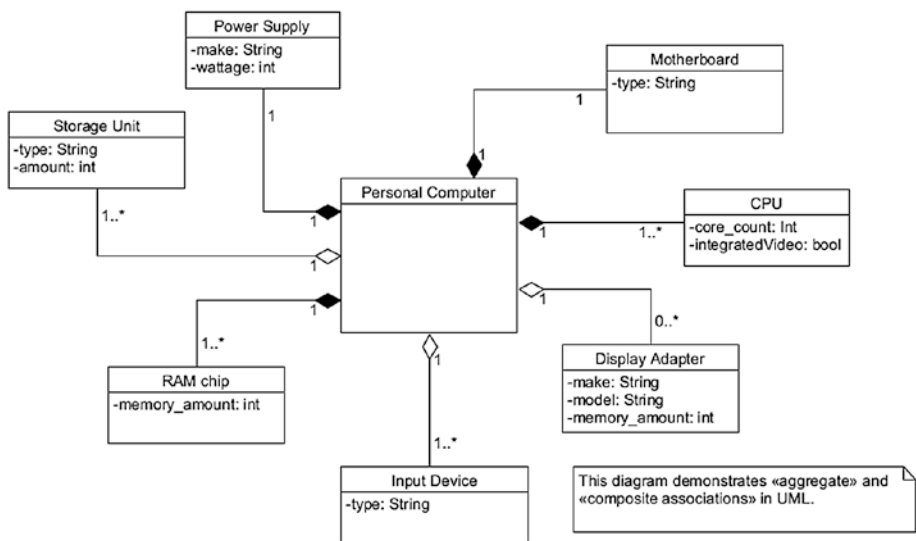 Power Supply
-make: String
-wattage: int
1
Motherboard
-type: String
1
Storage Unit
-type: String
-amount: int
1..*
1
Personal Computer
1
1
1
CPU
-core_count: Int
-integratedVideo: bool
1
1..*
1
0..*
1..*
RAM chip
-memory_amount: int
1
1..*
Display Adapter
-make: String
-model: String
-memory_amount: int
Input Device
-type: String
This diagram demonstrates «aggregate» and
«composite associations» in UML.